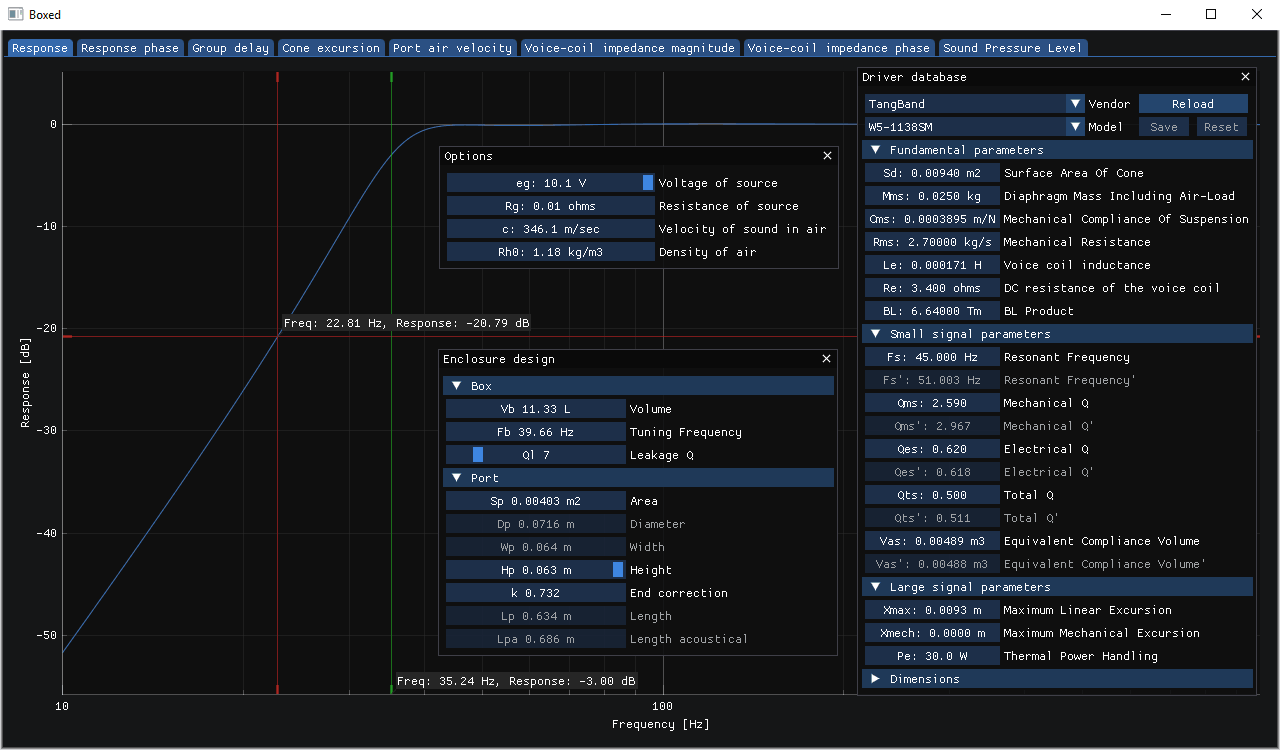 Boxed
Response Response phase Group delay Cone excursion Port air velocity Voice-coil impedance magnitude Voice-coil impedance phase Sound Pressure Level
Driver database
TangBand Vendor Reload
W5-1138SM Model Save Reset
Fundamental parameters
Sd: 0.00940 m2 Surface Area Of Cone
Mms: 0.0250 kg Diaphragm Mass Including Air-Load
Cms: 0.0003895 m/N Mechanical Compliance Of Suspension
Rms: 2.70000 kg/s Mechanical Resistance
Le: 0.000171 H Voice coil inductance
Re: 3.400 ohms DC resistance of the voice coil
BL: 6.64000 Tm BL Product
Small signal parameters
Fs: 45.000 Hz Resonant Frequency
Fs': 51.003 Hz Resonant Frequency'
Qms: 2.590 Mechanical Q
Qms': 2.967 Mechanical Q'
Qes: 0.620 Electrical Q
Qes': 0.618 Electrical Q'
Qts: 0.500 Total Q
Qts': 0.511 Total Q'
Vas: 0.00489 m3 Equivalent Compliance Volume
Vas': 0.00488 m3 Equivalent Compliance Volume'
Large signal parameters
Xmax: 0.0093 m Maximum Linear Excursion
Xmech: 0.0000 m Maximum Mechanical Excursion
Pe: 30.0 W Thermal Power Handling
Dimensions
Options
eg: 10.1 V Voltage of source
Rg: 0.01 ohms Resistance of source
c: 346.1 m/sec Velocity of sound in air
Rh0: 1.18 kg/m3 Density of air
Freq: 22.81 Hz, Response: -20.79 dB
Enclosure design
Box
Vb 11.33 L Volume
Fb 39.66 Hz Tuning Frequency
Ql 7 Leakage Q
Port
Sp 0.00403 m2 Area
Dp 0.0716 m Diameter
Wp 0.064 m Width
Hp 0.063 m Height
k 0.732 End correction
Lp 0.634 m Length
Lpa 0.686 m Length acoustical
Freq: 35.24 Hz, Response: -3.00 dB
0
-10
-20
-30
-40
-50
Response [dB]
10 100
Frequency [Hz]